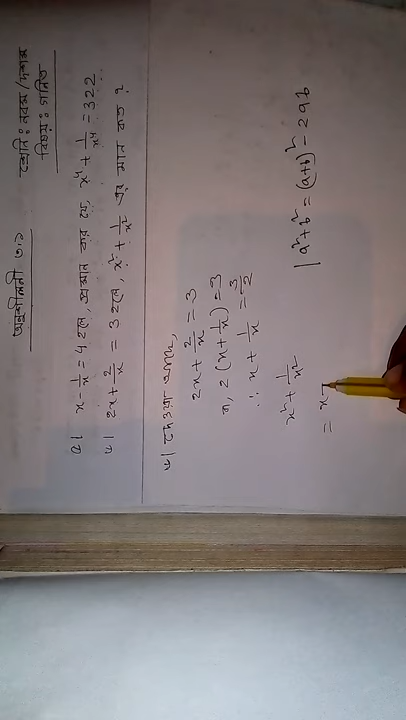 অনুশীলনী ৩.১
শ্রেণি: নবম / দশম
বিষয়: গণিত
৫| x - 1/x = 4 হলে, প্রমাণ কর যে, x⁴ + 1/x⁴ = 322
৬| 2x + 2/x = 3 হলে, x² + 1/x² এর মান কত?
৬| দেওয়া আছে,
2x + 2/x = 3
বা, 2(x + 1/x) = 3
∴ x + 1/x = 3/2
x² + 1/x² | a² + b² = (a+b)² - 2ab
= x